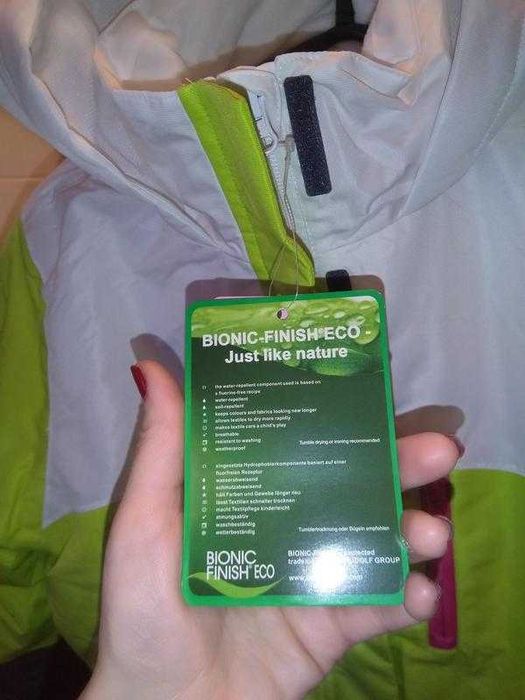 BIONIC-FINISH®ECO
Just like nature
the water-repellent component used is based on
a fluorine-free recipe
water-repellent
soil-repellent
keeps colours and fabrics looking new longer
allows textiles to dry more rapidly
makes textile care a child's play
breathable
resistent to washing
Tumble drying or ironing recommended
weatherproof
eingesetzte Hydrophobierkomponente basiert auf einer
fluorfreien Rezeptur
wasserabweisend
schmutzabweisend
hält Farben und Gewebe länger neu
lässt Textilien schneller trocknen
macht Textilpflege kinderleicht
atmungsaktiv
waschbeständig
wetterbeständig
Tumblertrocknung oder Bügeln empfohlen
BIONIC
FINISH® ECO
GROUP